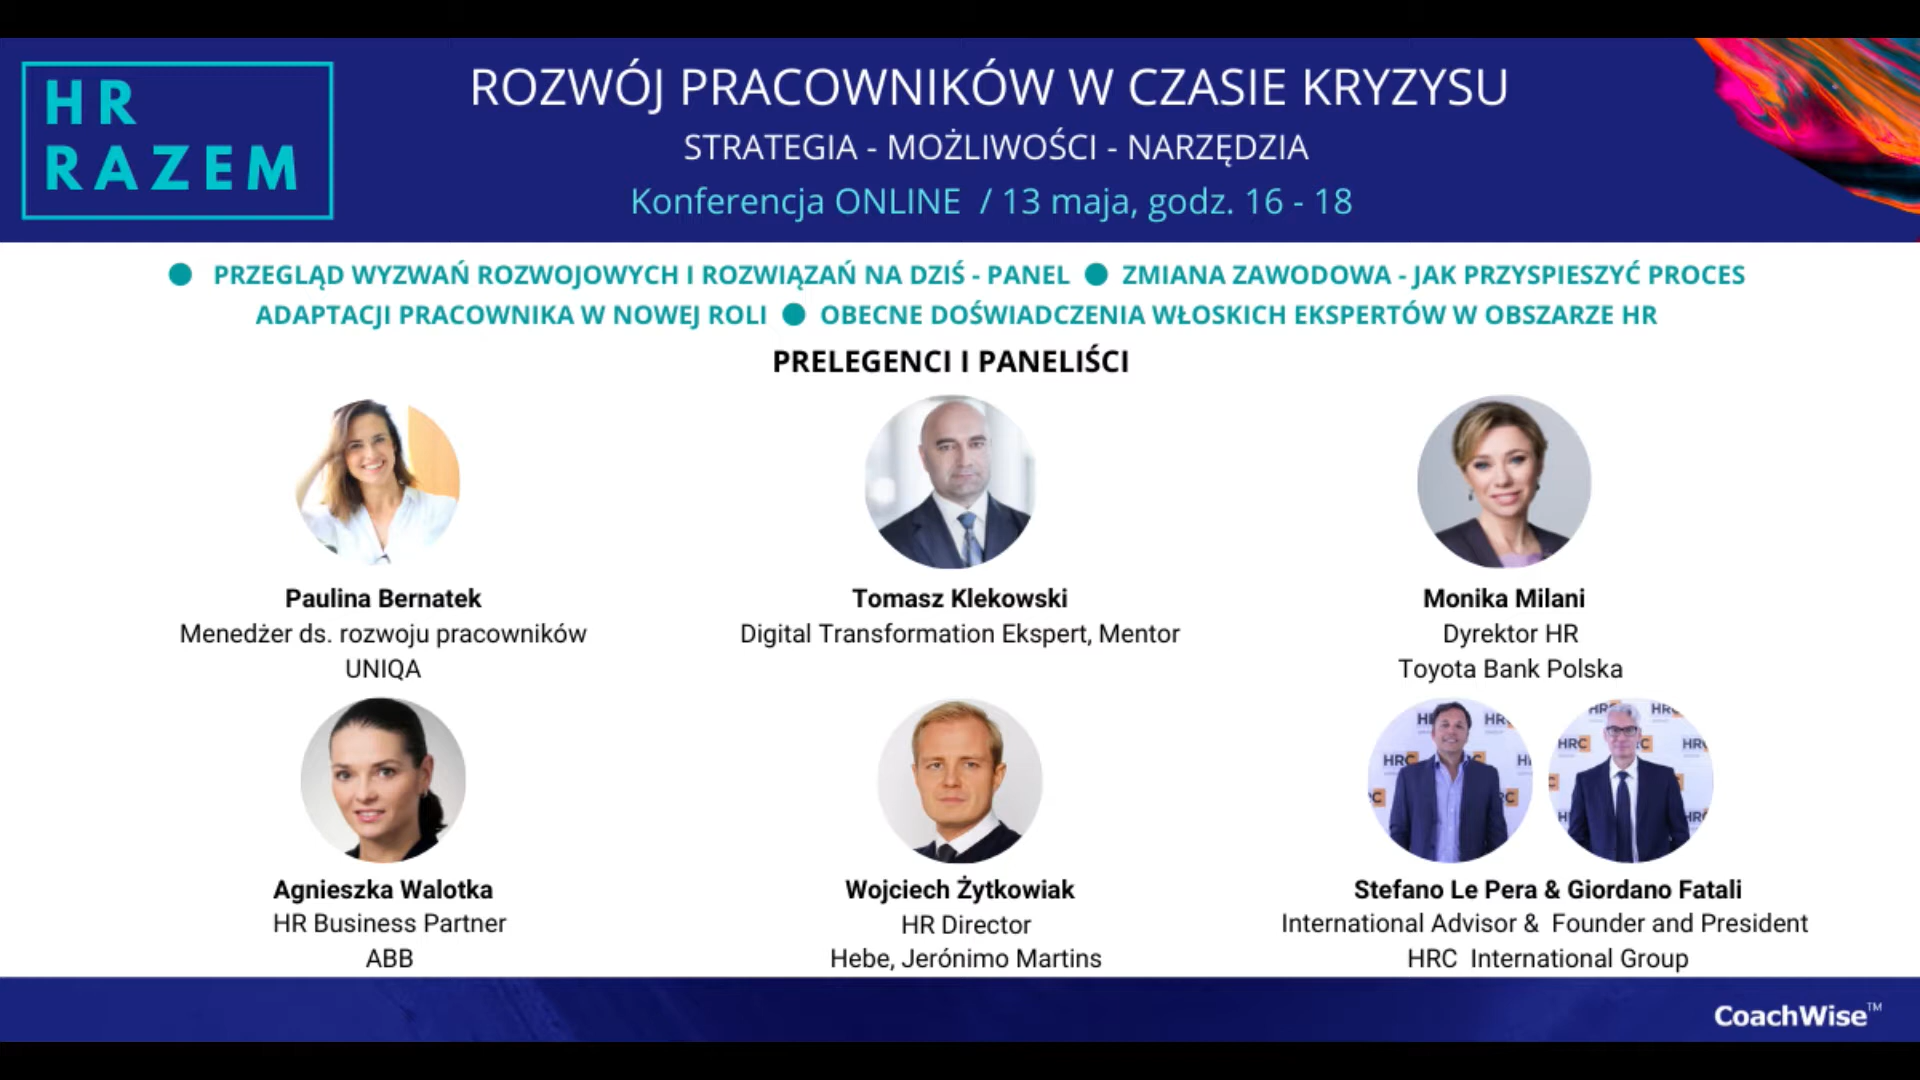 HR
RAZEM
ROZWÓJ PRACOWNIKÓW W CZASIE KRYZYSU
STRATEGIA - MOŻLIWOŚCI - NARZĘDZIA
Konferencja ONLINE / 13 maja, godz. 16 - 18
● PRZEGLĄD WYZWAŃ ROZWOJOWYCH I ROZWIĄZAŃ NA DZIŚ - PANEL ● ZMIANA ZAWODOWA - JAK PRZYSPIESZYĆ PROCES
ADAPTACJI PRACOWNIKA W NOWEJ ROLI ● OBECNE DOŚWIADCZENIA WŁOSKICH EKSPERTÓW W OBSZARZE HR
PRELEGENCI I PANELIŚCI
Paulina Bernatek
Menedżer ds. rozwoju pracowników
UNIQA
Tomasz Klekowski
Digital Transformation Ekspert, Mentor
Monika Milani
Dyrektor HR
Toyota Bank Polska
Agnieszka Walotka
HR Business Partner
ABB
Wojciech Żytkowiak
HR Director
Hebe, Jerónimo Martins
HRC
HRC
Stefano Le Pera & Giordano Fatali
International Advisor & Founder and President
HRC International Group
CoachWise™